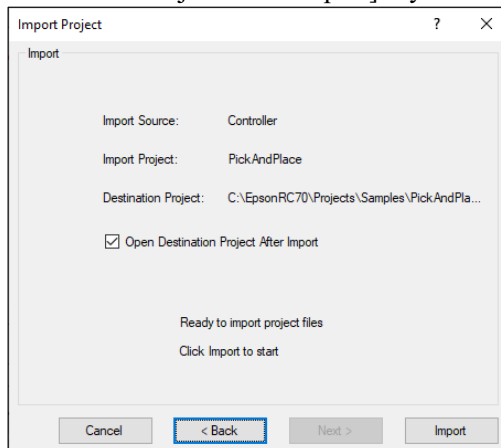 Import Project ? ×
Import
Import Source: Controller
Import Project: PickAndPlace
Destination Project: C:\EpsonRC70\Projects\Samples\PickAndPla...
Open Destination Project After Import
Ready to import project files
Click Import to start
Cancel < Back Next > Import